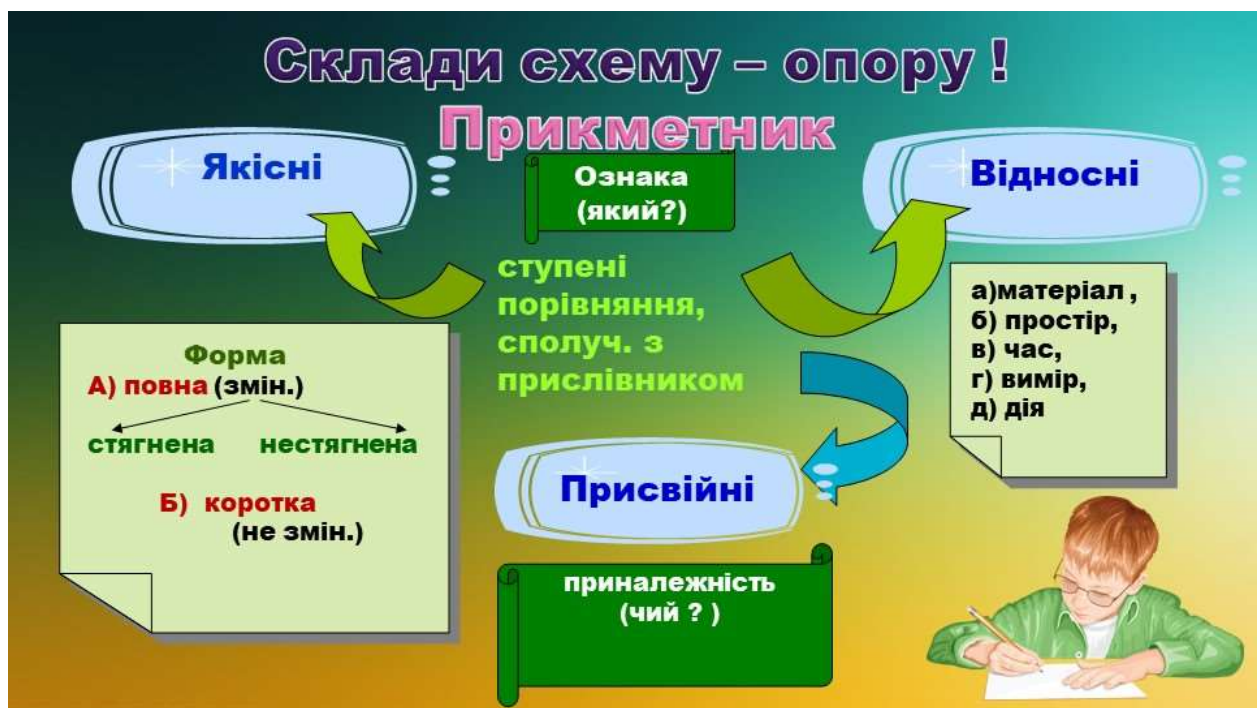 Склади схему – опору !
Прикметник
Якісні
Ознака
(який?)
Відносні
ступені
порівняння,
сполуч. з
прислівником
Форма
А) повна (змін.)
стягнена нестягнена
Б) коротка
(не змін.)
а)матеріал ,
б) простір,
в) час,
г) вимір,
д) дія
Присвійні
приналежність
(чий ? )